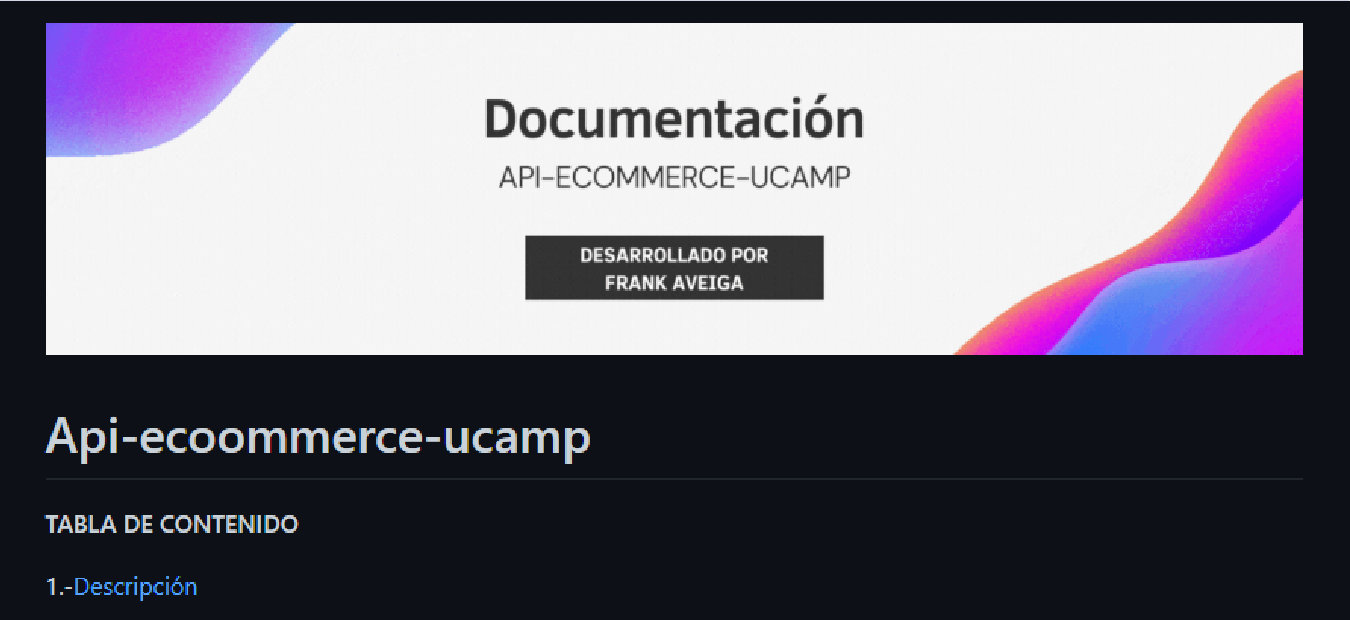 Documentación
API-ECOMMERCE-UCAMP
DESARROLLADO POR
FRANK AVEIGA
Api-ecoommerce-ucamp
TABLA DE CONTENIDO
1.-Descripción